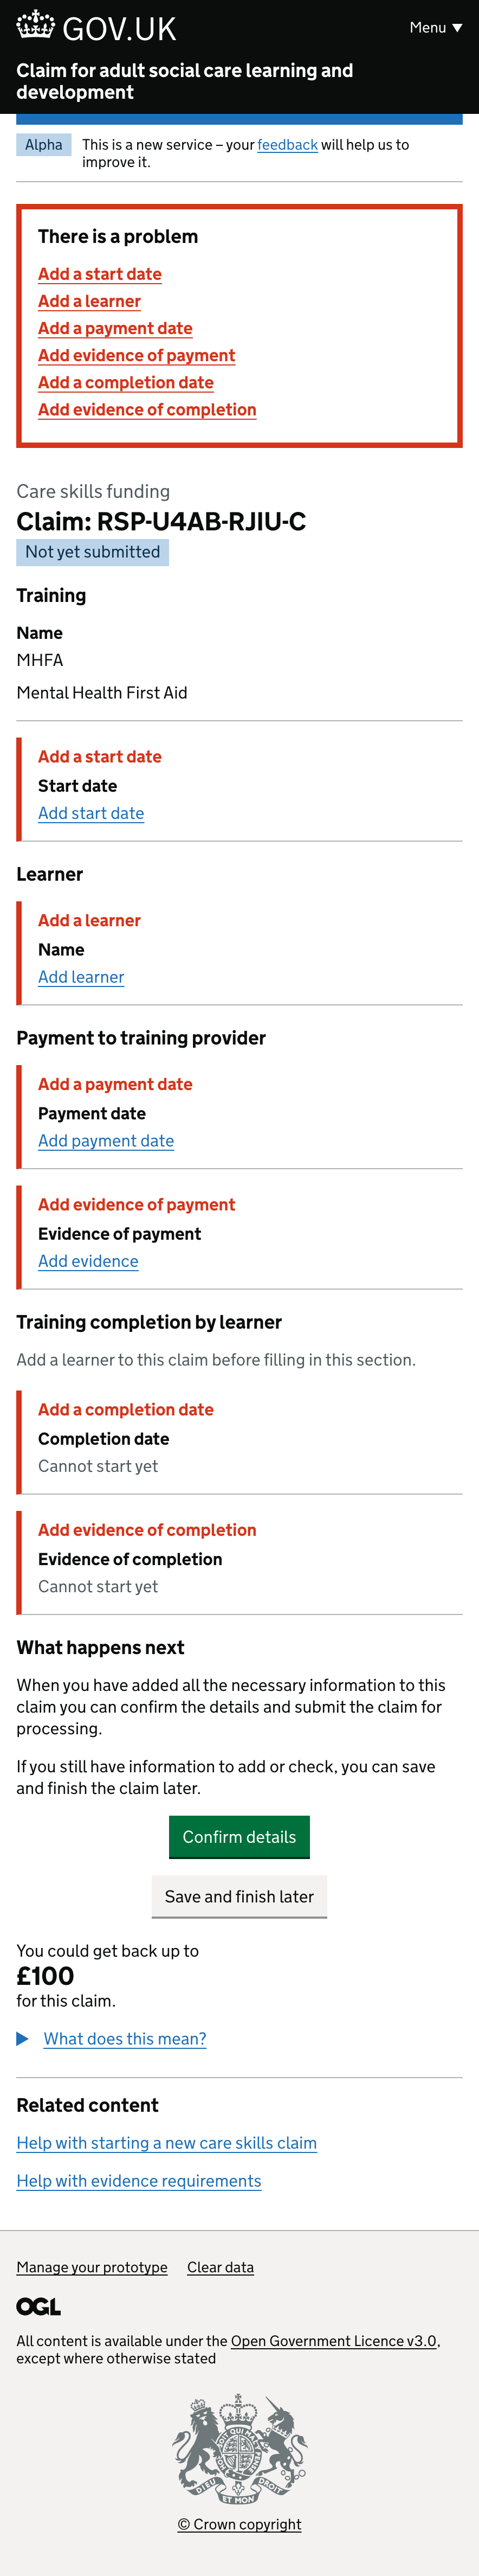 GOV.UK
Menu ▼
Claim for adult social care learning and
development
Alpha
This is a new service – your feedback will help us to
improve it.
There is a problem
Add a start date
Add a learner
Add a payment date
Add evidence of payment
Add a completion date
Add evidence of completion
Care skills funding
Claim: RSP-U4AB-RJIU-C
Not yet submitted
Training
Name
MHFA
Mental Health First Aid
Add a start date
Start date
Add start date
Learner
Add a learner
Name
Add learner
Payment to training provider
Add a payment date
Payment date
Add payment date
Add evidence of payment
Evidence of payment
Add evidence
Training completion by learner
Add a learner to this claim before filling in this section.
Add a completion date
Completion date
Cannot start yet
Add evidence of completion
Evidence of completion
Cannot start yet
What happens next
When you have added all the necessary information to this
claim you can confirm the details and submit the claim for
processing.
If you still have information to add or check, you can save
and finish the claim later.
Confirm details
Save and finish later
You could get back up to
£100
for this claim.
What does this mean?
Related content
Help with starting a new care skills claim
Help with evidence requirements
Manage your prototype
Clear data
OGL
All content is available under the Open Government Licence v3.0,
except where otherwise stated
DIEU ET MON DROIT
© Crown copyright